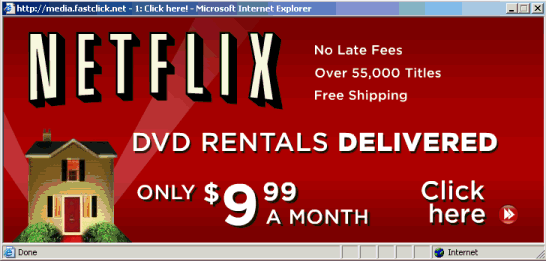 http://media.fastclick.net - 1: Click here! - Microsoft Internet Explorer
NETFLIX
No Late Fees
Over 55,000 Titles
Free Shipping
DVD RENTALS DELIVERED
ONLY $9.99 A MONTH
Click here
Done
Internet